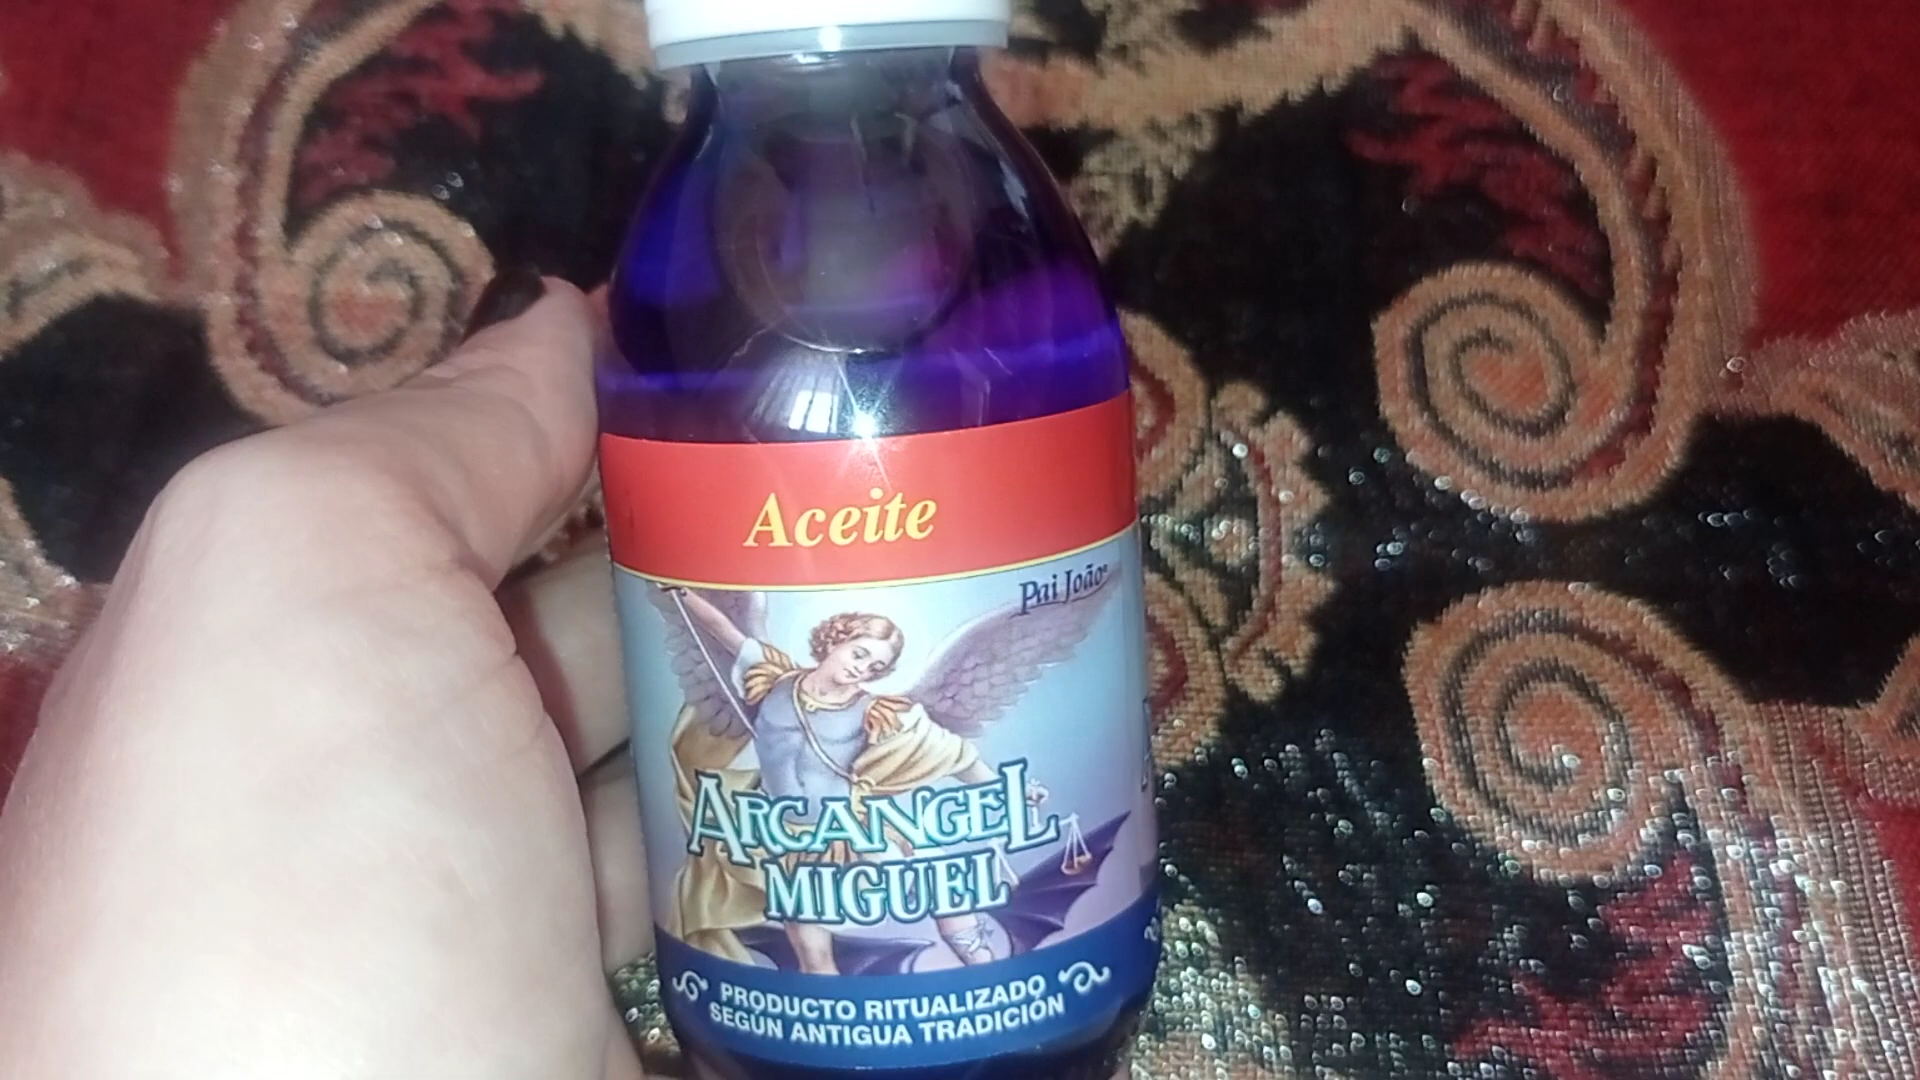 Aceite
Pai João®
ARCANGEL
MIGUEL
PRODUCTO RITUALIZADO
SEGÚN ANTIGUA TRADICIÓN